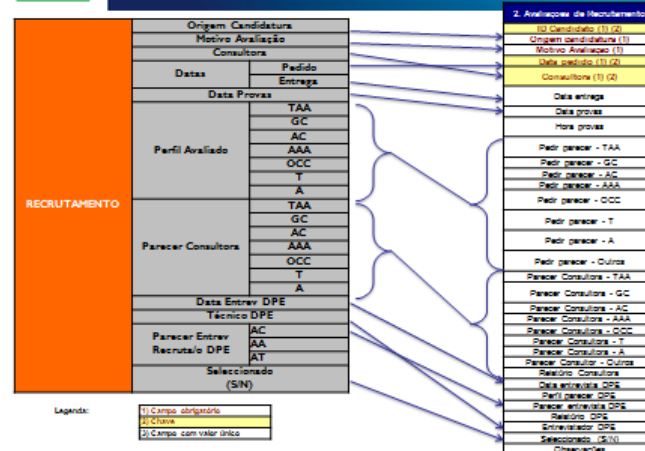 RECRUTAMENTO
Origem Candidatura
Motivo Avaliação
Consultora
Datas
Pedido
Entrega
Data Provas
Perfil Avaliado
TAA
GC
AC
AAA
OCC
T
A
Parecer Consultora
TAA
GC
AC
AAA
OCC
T
A
Data Entrev DPE
Técnico DPE
Parecer Entrev
Recruta/o DPE
AC
AA
AT
Seleccionado
(S/N)
Legenda:
1) Campo obrigatório
2) Chave
3) Campo com valor único
2. Avaliações de Recrutamento
ID Candidato (1) (2)
Origem candidatura (1)
Motivo Avaliaçao (1)
Data pedido (1) (2)
Consultora (1) (2)
Data entrega
Data provas
Hora provas
Pedir parecer - TAA
Pedir parecer - GC
Pedir parecer - AC
Pedir parecer - AAA
Pedir parecer - OCC
Pedir parecer - T
Pedir parecer - A
Pedir parecer - Outros
Parecer Consultora - TAA
Parecer Consultora - GC
Parecer Consultora - AC
Parecer Consultora - AAA
Parecer Consultora - OCC
Parecer Consultora - T
Parecer Consultora - A
Parecer Consultor - Outros
Relatório Consultora
Data entrevista DPE
Perfil parecer DPE
Parecer entrevista DPE
Relatório DPE
Entrevistador DPE
Seleccionado (S/N)
Observações